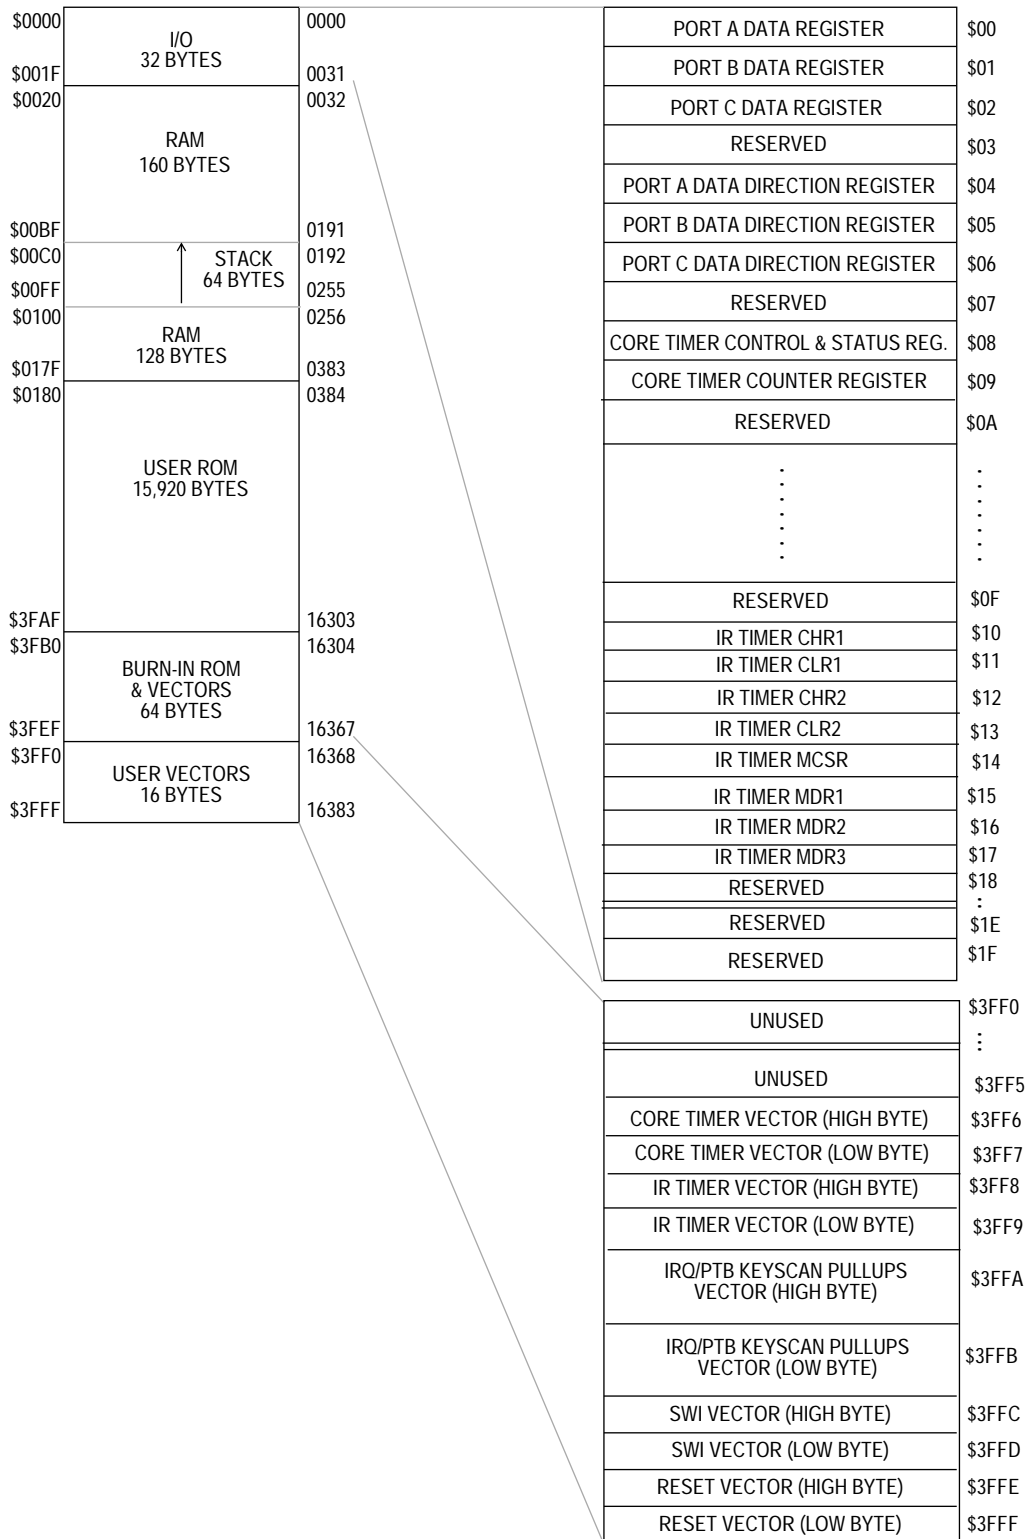 $0000
I/O
32 BYTES
0000
$001F
0031
$0020
0032
RAM
160 BYTES
$00BF
0191
$00C0
STACK
64 BYTES
0192
$00FF
0255
$0100
0256
RAM
128 BYTES
$017F
0383
$0180
0384
USER ROM
15,920 BYTES
$3FAF
16303
$3FB0
16304
BURN-IN ROM
& VECTORS
64 BYTES
$3FEF
16367
$3FF0
16368
USER VECTORS
16 BYTES
$3FFF
16383
PORT A DATA REGISTER $00
PORT B DATA REGISTER $01
PORT C DATA REGISTER $02
RESERVED $03
PORT A DATA DIRECTION REGISTER $04
PORT B DATA DIRECTION REGISTER $05
PORT C DATA DIRECTION REGISTER $06
RESERVED $07
CORE TIMER CONTROL & STATUS REG. $08
CORE TIMER COUNTER REGISTER $09
RESERVED $0A
RESERVED $0F
IR TIMER CHR1 $10
IR TIMER CLR1 $11
IR TIMER CHR2 $12
IR TIMER CLR2 $13
IR TIMER MCSR $14
IR TIMER MDR1 $15
IR TIMER MDR2 $16
IR TIMER MDR3 $17
RESERVED $18
RESERVED $1E
RESERVED $1F
UNUSED $3FF0
UNUSED $3FF5
CORE TIMER VECTOR (HIGH BYTE) $3FF6
CORE TIMER VECTOR (LOW BYTE) $3FF7
IR TIMER VECTOR (HIGH BYTE) $3FF8
IR TIMER VECTOR (LOW BYTE) $3FF9
IRQ/PTB KEYSCAN PULLUPS
VECTOR (HIGH BYTE) $3FFA
IRQ/PTB KEYSCAN PULLUPS
VECTOR (LOW BYTE) $3FFB
SWI VECTOR (HIGH BYTE) $3FFC
SWI VECTOR (LOW BYTE) $3FFD
RESET VECTOR (HIGH BYTE) $3FFE
RESET VECTOR (LOW BYTE) $3FFF